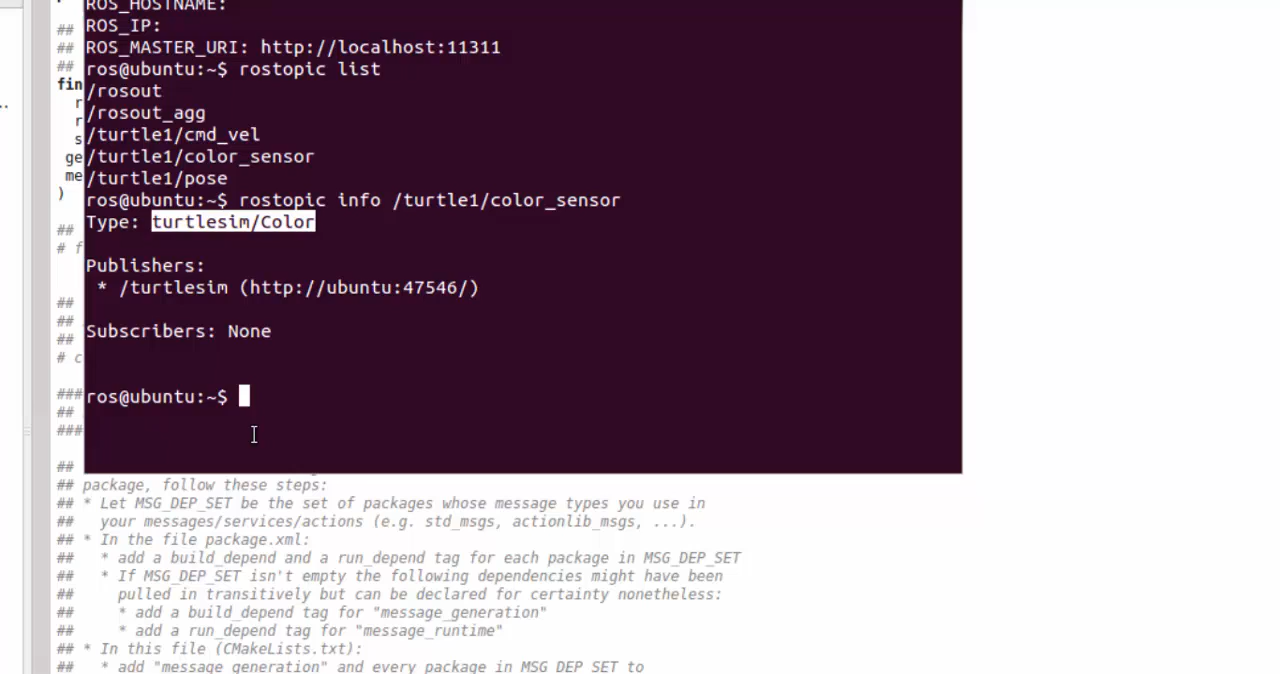 ROS_HOSTNAME:
ROS_IP:
ROS_MASTER_URI: http://localhost:11311
ros@ubuntu:~$ rostopic list
/rosout
/rosout_agg
/turtle1/cmd_vel
/turtle1/color_sensor
/turtle1/pose
ros@ubuntu:~$ rostopic info /turtle1/color_sensor
Type: turtlesim/Color
Publishers:
* /turtlesim (http://ubuntu:47546/)
Subscribers: None
ros@ubuntu:~$
##
##
##
fin
r
r
s
ge
me
)
##
# f
##
##
##
# c
###
##
###
##
## package, follow these steps:
## * Let MSG_DEP_SET be the set of packages whose message types you use in
##   your messages/services/actions (e.g. std_msgs, actionlib_msgs, ...).
## * In the file package.xml:
##   * add a build_depend and a run_depend tag for each package in MSG_DEP_SET
##   * If MSG_DEP_SET isn't empty the following dependencies might have been
##     pulled in transitively but can be declared for certainty nonetheless:
##     * add a build_depend tag for "message_generation"
##     * add a run_depend tag for "message_runtime"
## * In this file (CMakeLists.txt):
##   * add "message_generation" and every package in MSG_DEP_SET to